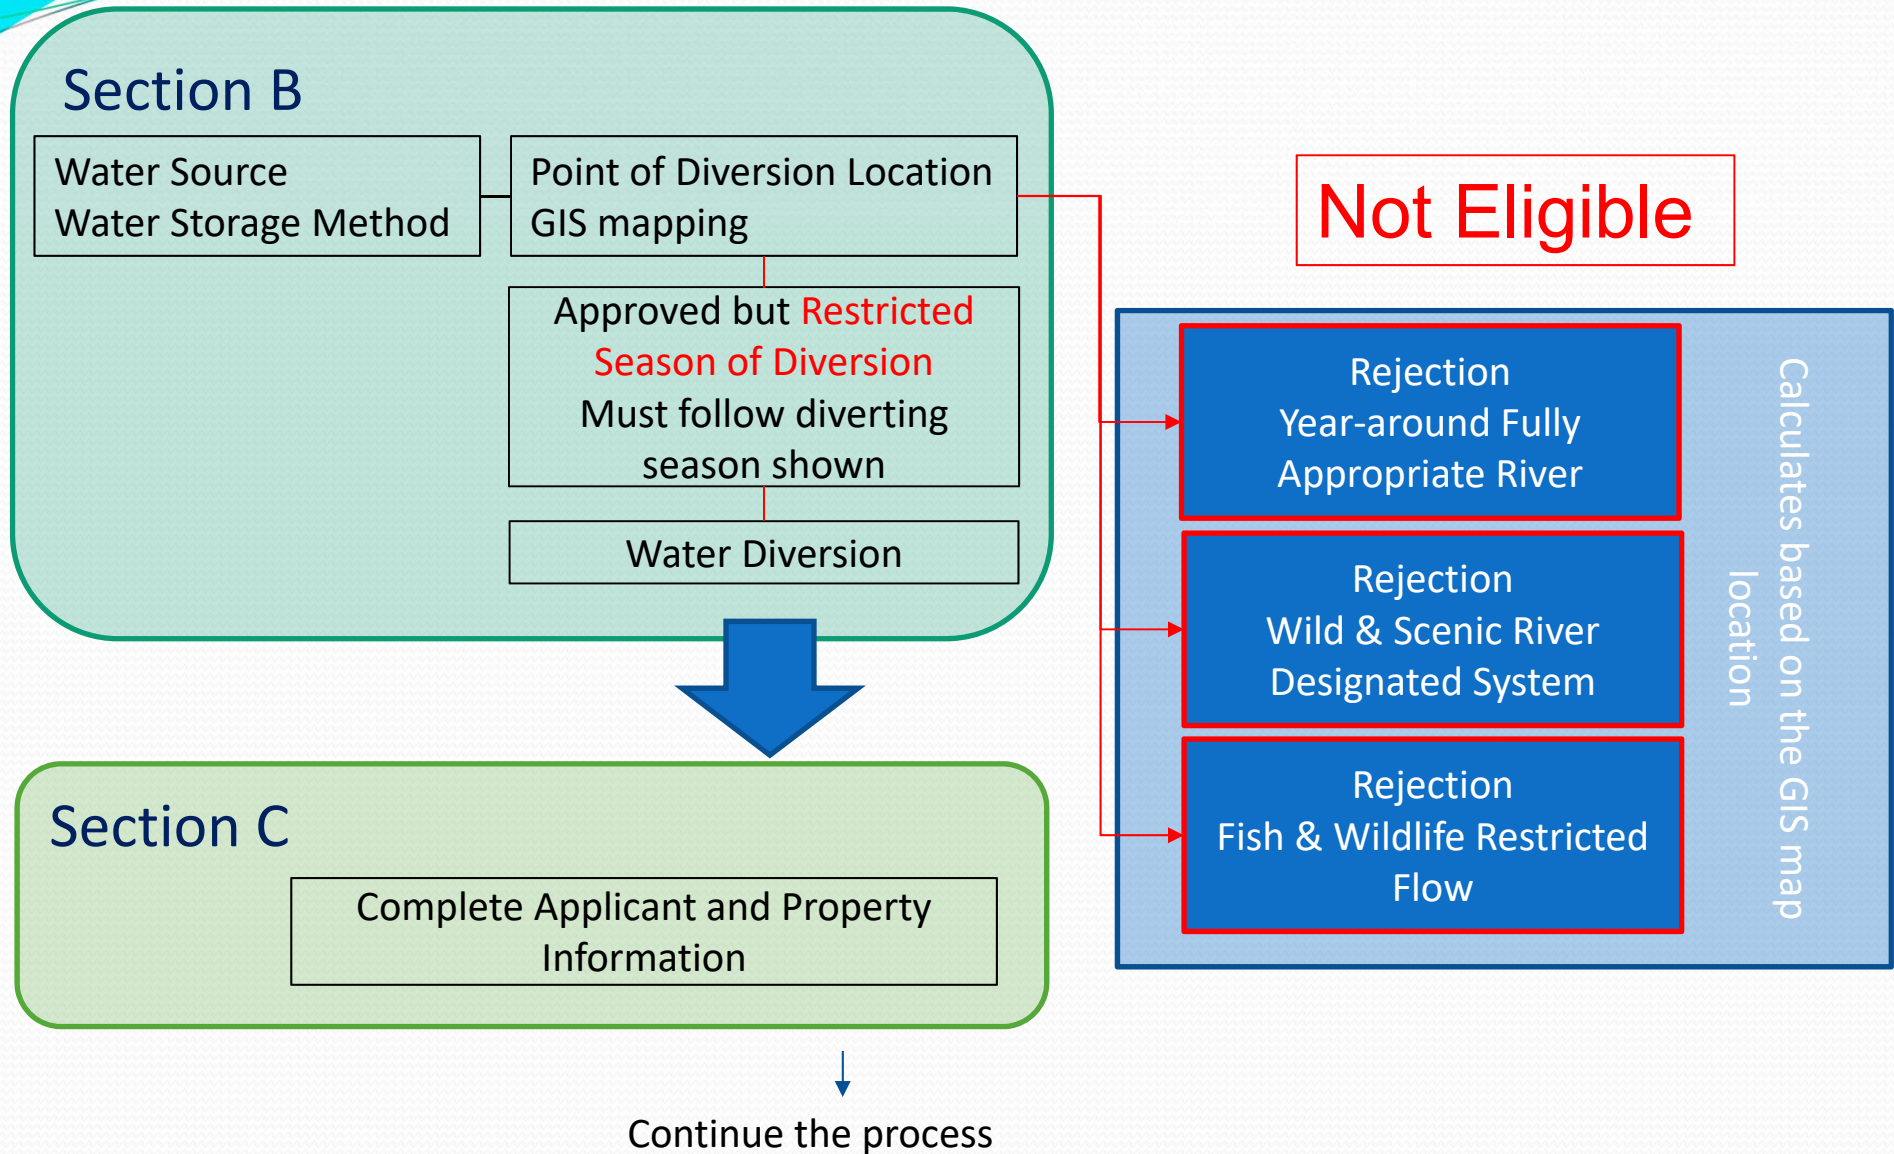 Section B
Water Source
Water Storage Method
Point of Diversion Location
GIS mapping
Approved but Restricted
Season of Diversion
Must follow diverting
season shown
Water Diversion
Not Eligible
Rejection
Year-around Fully
Appropriate River
Rejection
Wild & Scenic River
Designated System
Rejection
Fish & Wildlife Restricted
Flow
Calculates based on the GIS map
location
Section C
Complete Applicant and Property
Information
Continue the process